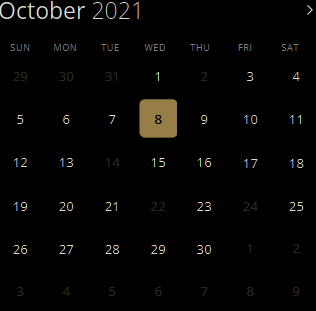 October 2021
SUN MON TUE WED THU FRI SAT
29 30 31 1 2 3 4
5 6 7 8 9 10 11
12 13 14 15 16 17 18
19 20 21 22 23 24 25
26 27 28 29 30 1 2
3 4 5 6 7 8 9